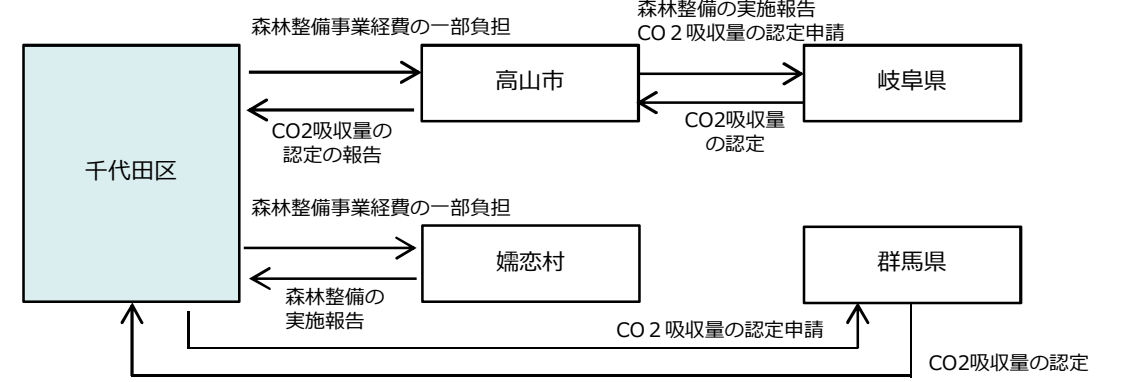 森林整備の実施報告
森林整備事業経費の一部負担
CO２吸収量の認定申請
高山市
岐阜県
CO2吸収量の
認定の報告
CO2吸収量
の認定
千代田区
森林整備事業経費の一部負担
嬬恋村
群馬県
森林整備の
実施報告
CO２吸収量の認定申請
CO2吸収量の認定